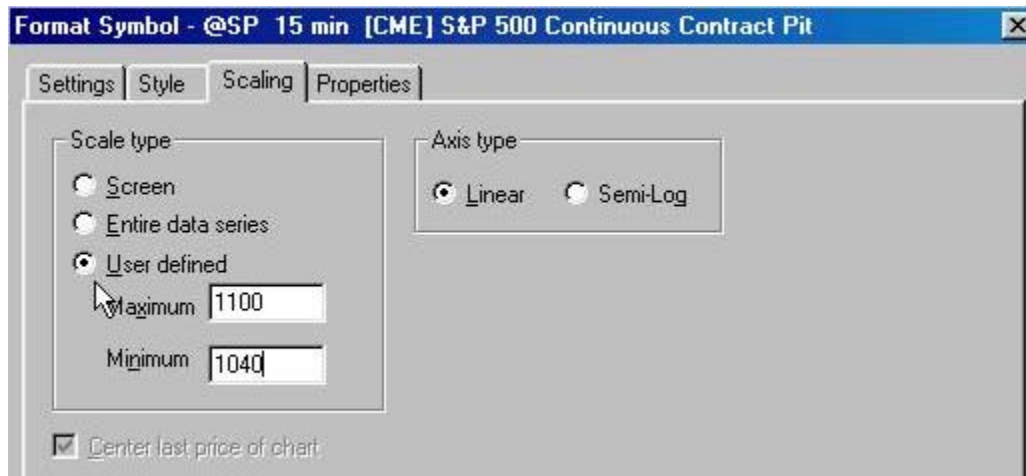 Format Symbol - @SP 15 min [CME] S&P 500 Continuous Contract Pit
Settings Style Scaling Properties
Scale type
Screen
Entire data series
User defined
Maximum 1100
Minimum 1040
Axis type
Linear Semi-Log
Center last price of chart